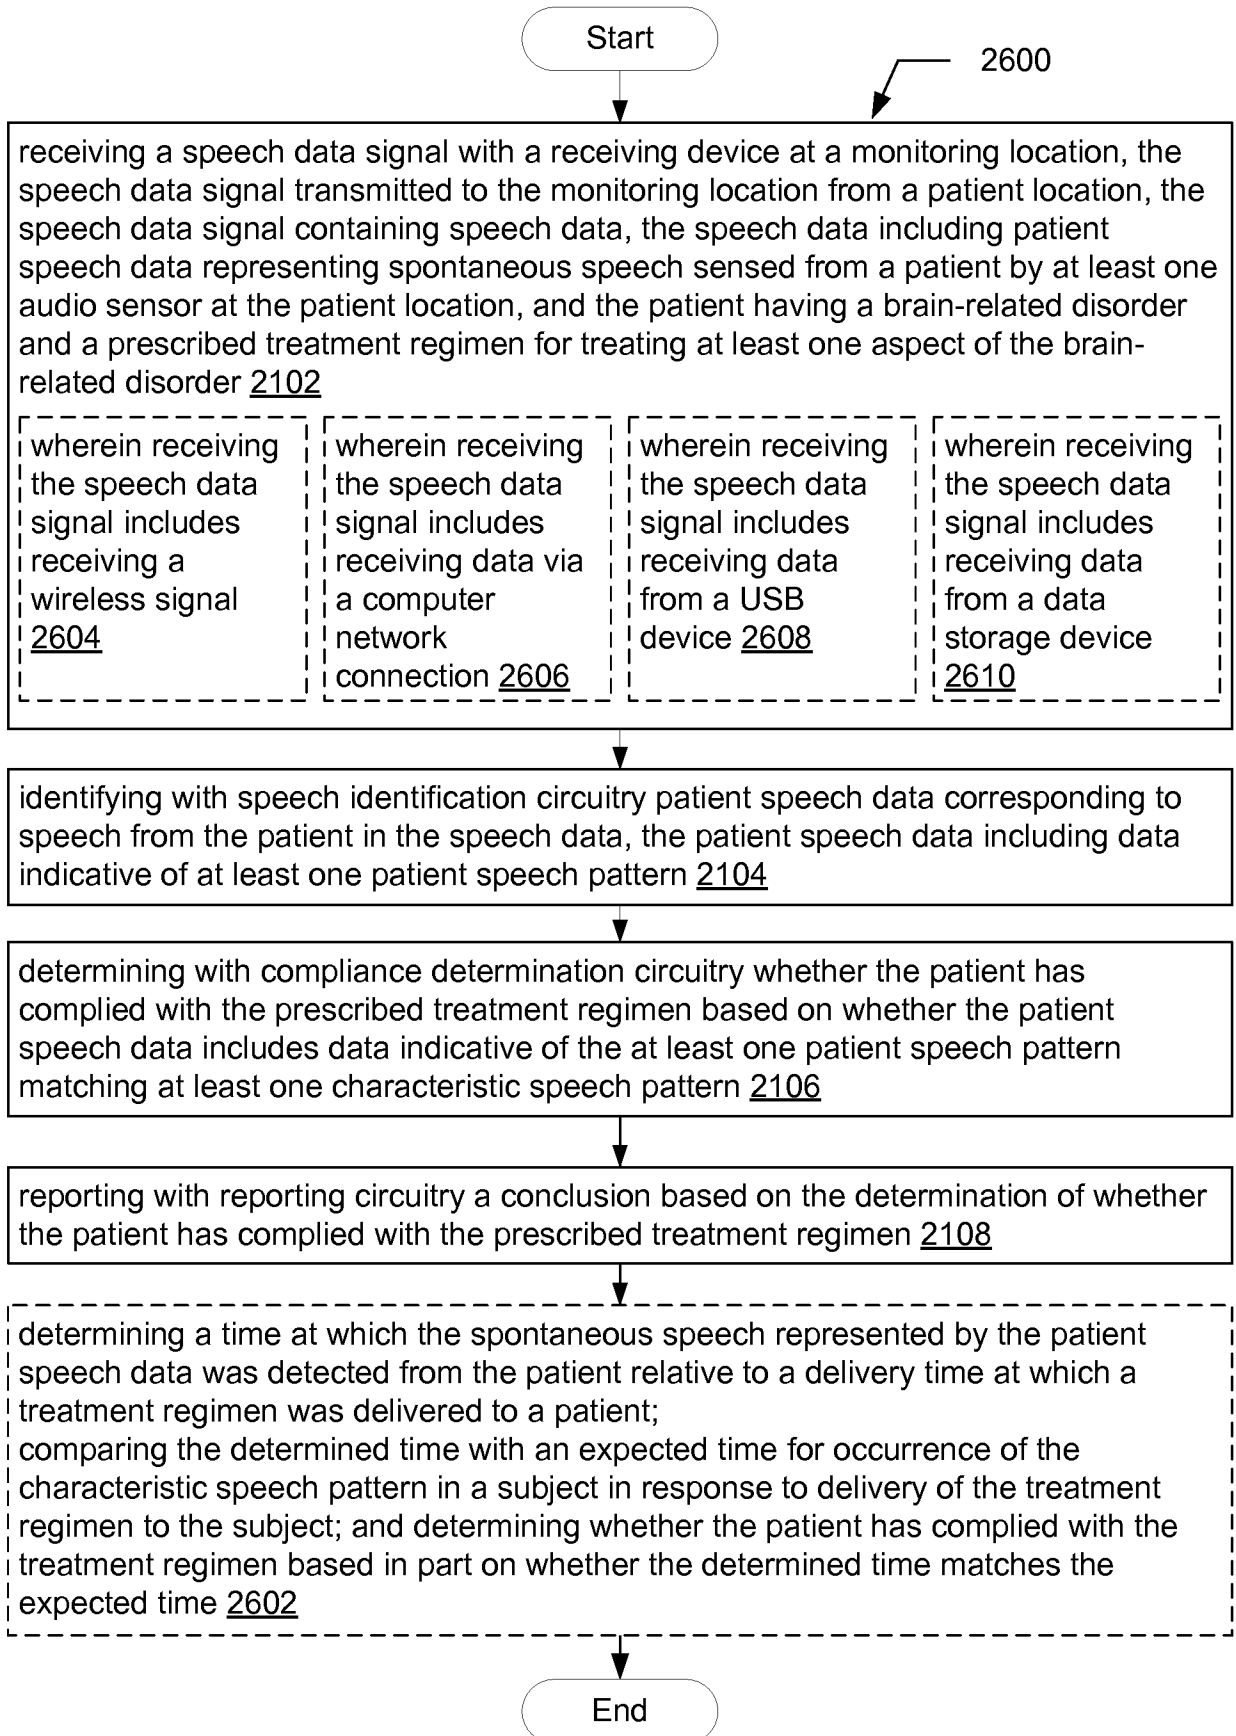 Start
2600
receiving a speech data signal with a receiving device at a monitoring location, the
speech data signal transmitted to the monitoring location from a patient location, the
speech data signal containing speech data, the speech data including patient
speech data representing spontaneous speech sensed from a patient by at least one
audio sensor at the patient location, and the patient having a brain-related disorder
and a prescribed treatment regimen for treating at least one aspect of the brain-
related disorder 2102
wherein receiving
the speech data
signal includes
receiving a
wireless signal
2604
wherein receiving
the speech data
signal includes
receiving data via
a computer
network
connection 2606
wherein receiving
the speech data
signal includes
receiving data
from a USB
device 2608
wherein receiving
the speech data
signal includes
receiving data
from a data
storage device
2610
identifying with speech identification circuitry patient speech data corresponding to
speech from the patient in the speech data, the patient speech data including data
indicative of at least one patient speech pattern 2104
determining with compliance determination circuitry whether the patient has
complied with the prescribed treatment regimen based on whether the patient
speech data includes data indicative of the at least one patient speech pattern
matching at least one characteristic speech pattern 2106
reporting with reporting circuitry a conclusion based on the determination of whether
the patient has complied with the prescribed treatment regimen 2108
determining a time at which the spontaneous speech represented by the patient
speech data was detected from the patient relative to a delivery time at which a
treatment regimen was delivered to a patient;
comparing the determined time with an expected time for occurrence of the
characteristic speech pattern in a subject in response to delivery of the treatment
regimen to the subject; and determining whether the patient has complied with the
treatment regimen based in part on whether the determined time matches the
expected time 2602
End